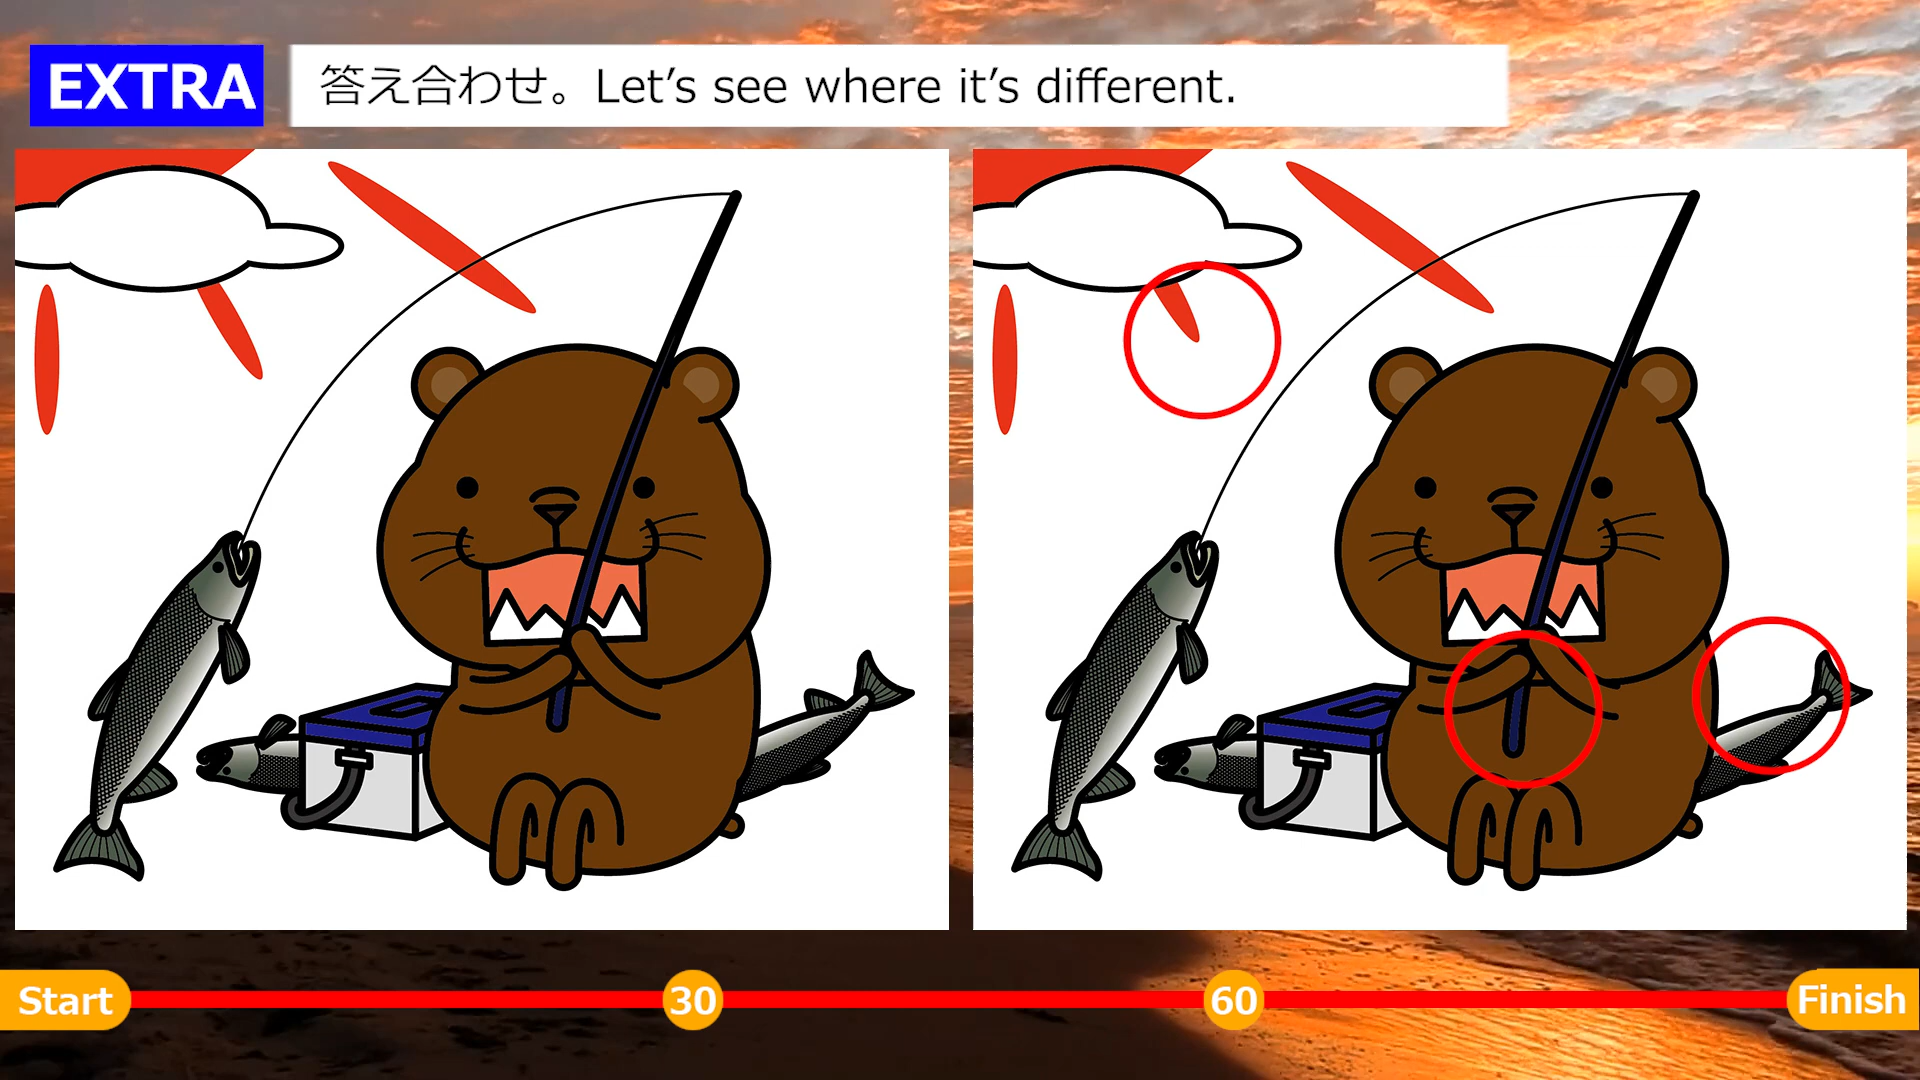 EXTRA
答え合わせ。Let's see where it's different.
Start
30
60
Finish